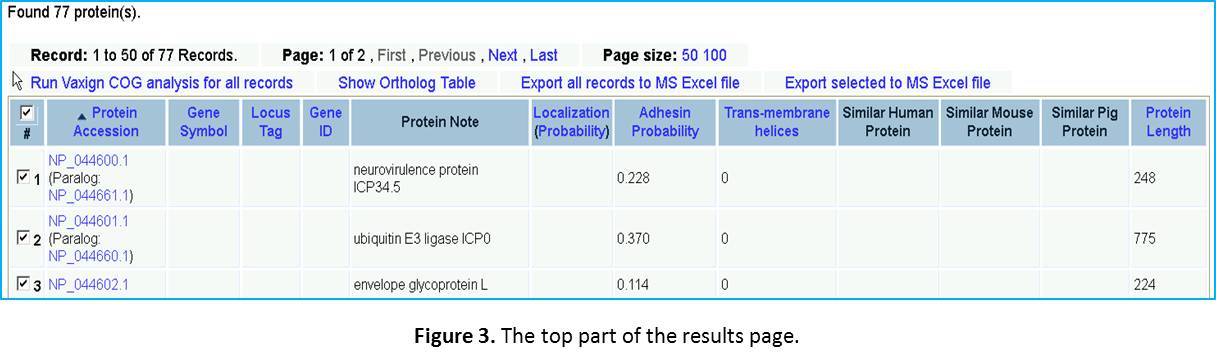 Found 77 protein(s).
Record: 1 to 50 of 77 Records. Page: 1 of 2 , First , Previous , Next , Last Page size: 50 100
Run Vaxign COG analysis for all records Show Ortholog Table Export all records to MS Excel file Export selected to MS Excel file
# Protein Accession Gene Symbol Locus Tag Gene ID Protein Note Localization (Probability) Adhesin Probability Trans-membrane helices Similar Human Protein Similar Mouse Protein Similar Pig Protein Protein Length
1 NP_044600.1 (Paralog: NP_044661.1) neurovirulence protein ICP34.5 0.228 0 248
2 NP_044601.1 (Paralog: NP_044660.1) ubiquitin E3 ligase ICP0 0.370 0 775
3 NP_044602.1 envelope glycoprotein L 0.114 0 224
Figure 3. The top part of the results page.